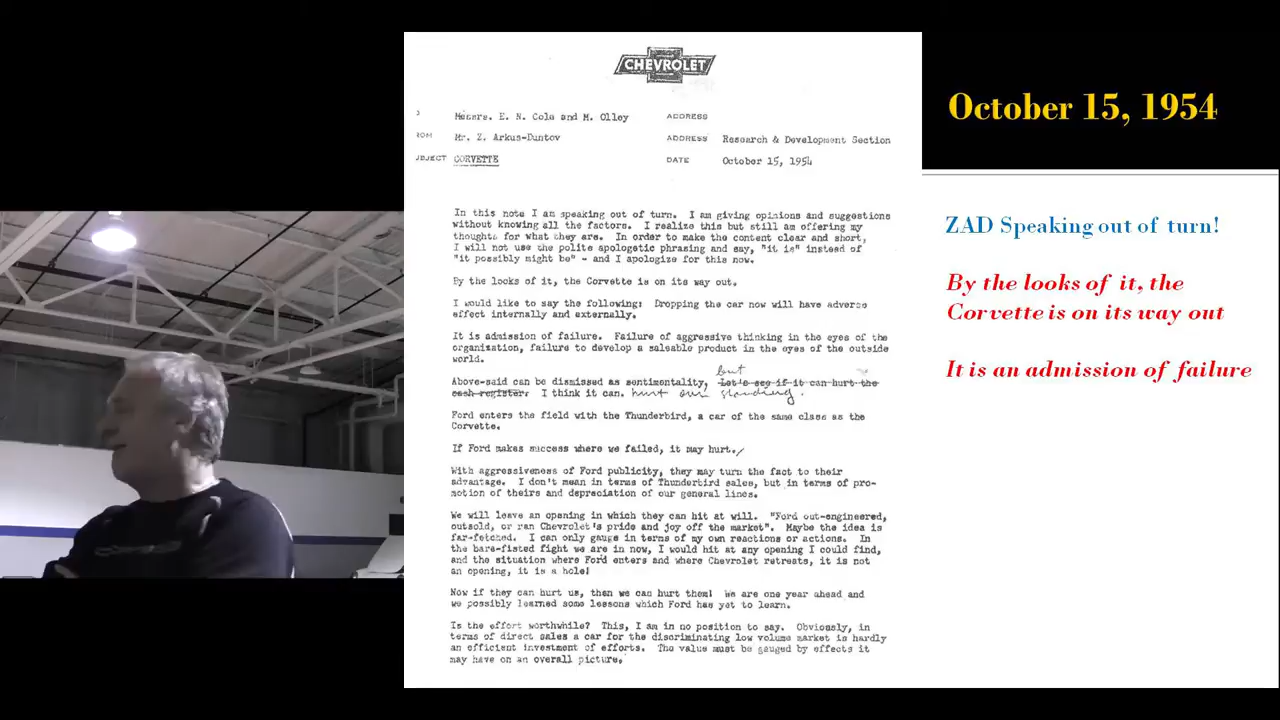 CHEVROLET
October 15, 1954
Messrs. E. N. Cole and M. Olley ADDRESS
ROM Mr. Z. Arkus-Duntov ADDRESS Research & Development Section
UBJECT CORVETTE DATE October 15, 1954
In this note I am speaking out of turn. I am giving opinions and suggestions
without knowing all the factors. I realize this but still am offering my
thoughts for what they are. In order to make the content clear and short,
I will not use the polite apologetic phrasing and say, "it is" instead of
"it possibly might be" - and I apologize for this now.
By the looks of it, the Corvette is on its way out.
I would like to say the following: Dropping the car now will have adverse
effect internally and externally.
It is admission of failure. Failure of aggressive thinking in the eyes of the
organization, failure to develop a saleable product in the eyes of the outside
world.
but
Above-said can be dismissed as sentimentality, Let's see if it can hurt the
cash register. I think it can. hurt our standing.
Ford enters the field with the Thunderbird, a car of the same class as the
Corvette.
If Ford makes success where we failed, it may hurt.
With aggressiveness of Ford publicity, they may turn the fact to their
advantage. I don't mean in terms of Thunderbird sales, but in terms of pro-
motion of theirs and depreciation of our general lines.
We will leave an opening in which they can hit at will. "Ford out-engineered,
outsold, or ran Chevrolet's pride and joy off the market". Maybe the idea is
far-fetched. I can only gauge in terms of my own reactions or actions. In
the bare-fisted fight we are in now, I would hit at any opening I could find,
and the situation where Ford enters and where Chevrolet retreats, it is not
an opening, it is a hole!
Now if they can hurt us, then we can hurt them! We are one year ahead and
we possibly learned some lessons which Ford has yet to learn.
Is the effort worthwhile? This, I am in no position to say. Obviously, in
terms of direct sales a car for the discriminating low volume market is hardly
an efficient investment of efforts. The value must be gauged by effects it
may have on an overall picture.
ZAD Speaking out of turn!
By the looks of it, the
Corvette is on its way out
It is an admission of failure